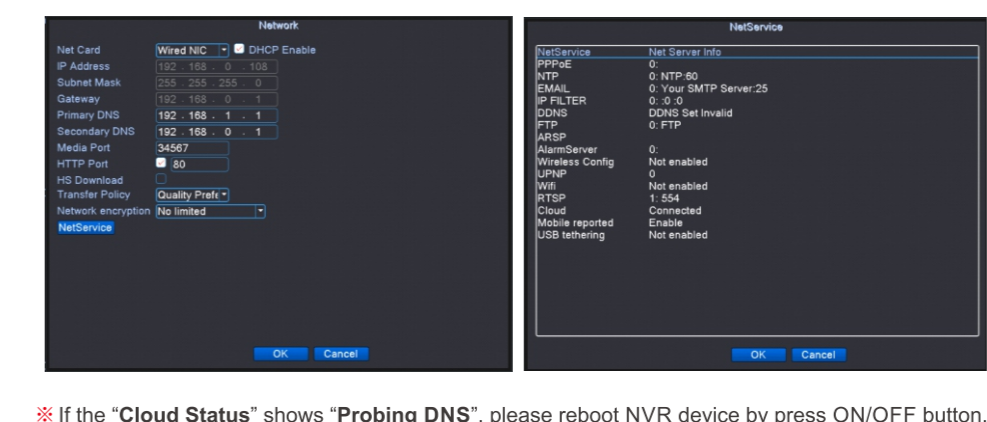 Network
Net Card Wired NIC DHCP Enable
IP Address 192 . 168 . 0 . 108
Subnet Mask 255 . 255 . 255 . 0
Gateway 192 . 168 . 0 . 1
Primary DNS 192 . 168 . 1 . 1
Secondary DNS 192 . 168 . 0 . 1
Media Port 34567
HTTP Port 80
HS Download
Transfer Policy Quality Prefe
Network encryption No limited
NetService
OK Cancel
NetService
NetService Net Server Info
PPPoE 0:
NTP 0: NTP:60
EMAIL 0: Your SMTP Server:25
IP FILTER 0: :0 :0
DDNS DDNS Set Invalid
FTP 0: FTP
ARSP
AlarmServer 0:
Wireless Config Not enabled
UPNP 0
Wifi Not enabled
RTSP 1: 554
Cloud Connected
Mobile reported Enable
USB tethering Not enabled
OK Cancel
※ If the “Cloud Status” shows “Probing DNS”, please reboot NVR device by press ON/OFF button.